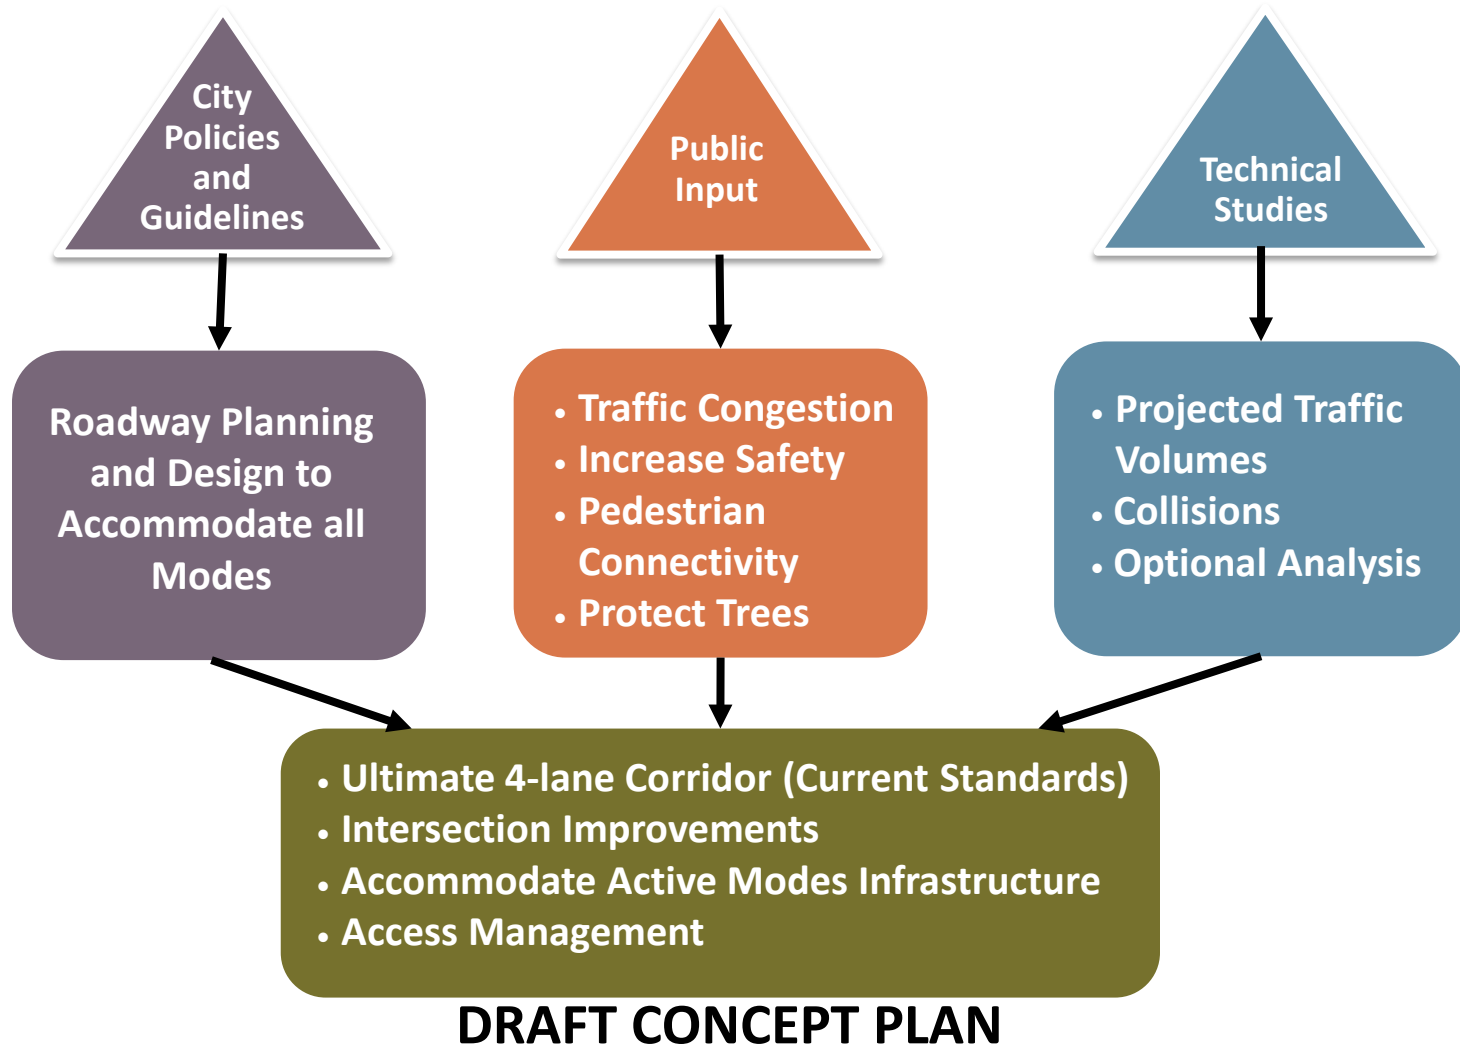 City
Policies
and
Guidelines
Public
Input
Technical
Studies
Roadway Planning
and Design to
Accommodate all
Modes
• Traffic Congestion
• Increase Safety
• Pedestrian
Connectivity
• Protect Trees
• Projected Traffic
Volumes
• Collisions
• Optional Analysis
• Ultimate 4-lane Corridor (Current Standards)
• Intersection Improvements
• Accommodate Active Modes Infrastructure
• Access Management
DRAFT CONCEPT PLAN